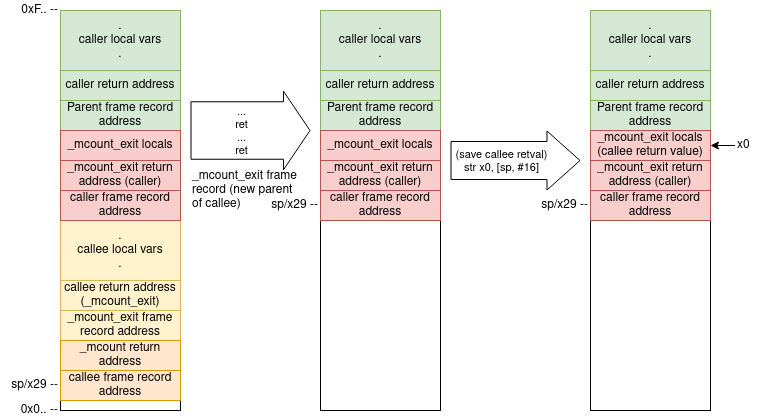 0xF.. --
.
caller local vars
.
caller return address
Parent frame record
address
_mcount_exit locals
_mcount_exit return
address (caller)
caller frame record
address
.
callee local vars
.
callee return address
(_mcount_exit)
_mcount_exit frame
record address
_mcount return
address
sp/x29 --
callee frame record
address
0x0.. --
...
ret
...
ret
_mcount_exit frame
record (new parent
of callee)
.
caller local vars
.
caller return address
Parent frame record
address
_mcount_exit locals
_mcount_exit return
address (caller)
sp/x29 --
caller frame record
address
(save callee retval)
str x0, [sp, #16]
.
caller local vars
.
caller return address
Parent frame record
address
_mcount_exit locals
(callee return value)
x0
_mcount_exit return
address (caller)
sp/x29 --
caller frame record
address